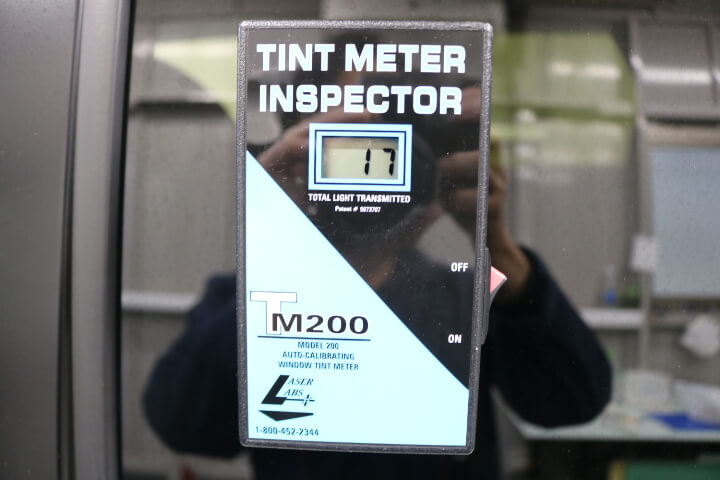 TINT METER
INSPECTOR
17
TOTAL LIGHT TRANSMITTED
Patent # 5073707
OFF
TM200
ON
MODEL 200
AUTO-CALIBRATING
WINDOW TINT METER
LASER
LABS
1-800-452-2344